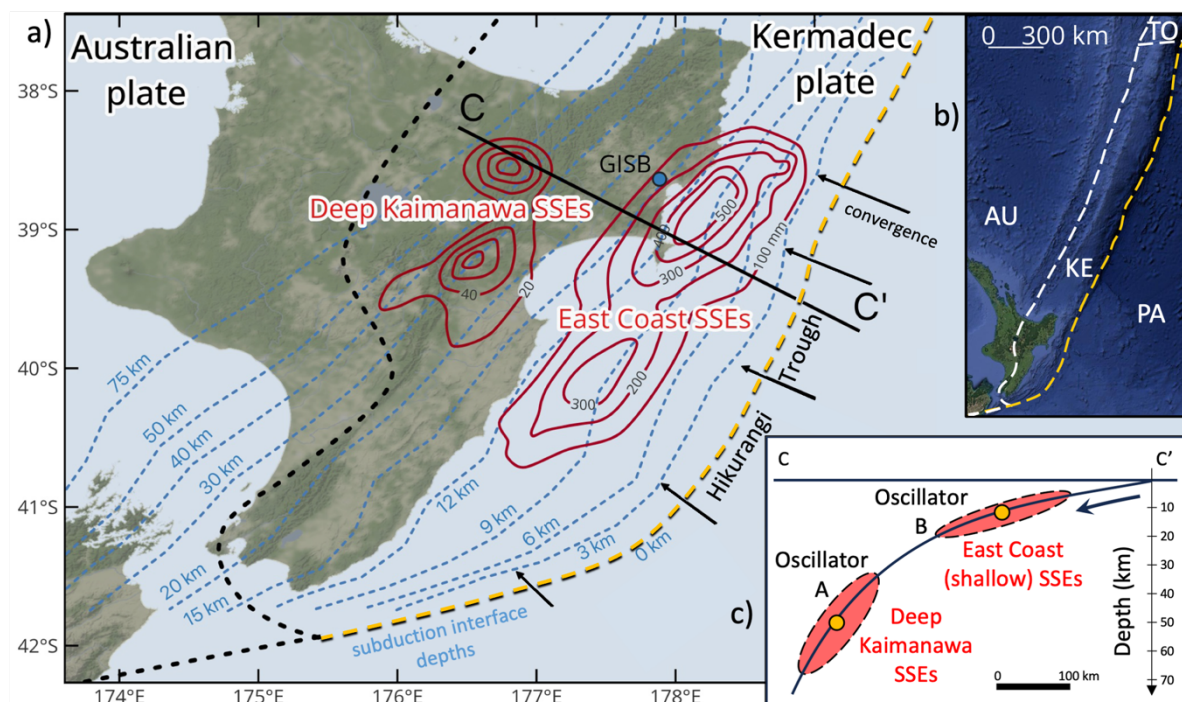 a)
Australian
plate
Kermadec
plate
38°S
39°S
40°S
41°S
42°S
174°E
175°E
176°E
177°E
178°E
C
GISB
Deep Kaimanawa SSEs
500
400
300
100 mm
40
20
East Coast SSEs
200
300
convergence
C'
Hikurangi
Trough
75 km
50 km
40 km
30 km
20 km
15 km
12 km
9 km
6 km
3 km
0 km
subduction interface
depths
0 300 km
TO
b)
AU
KE
PA
C
C'
Oscillator
B
East Coast
(shallow) SSEs
Oscillator
A
Deep
Kaimanawa
SSEs
c)
0
100 km
Depth (km)
10
20
30
40
50
60
70